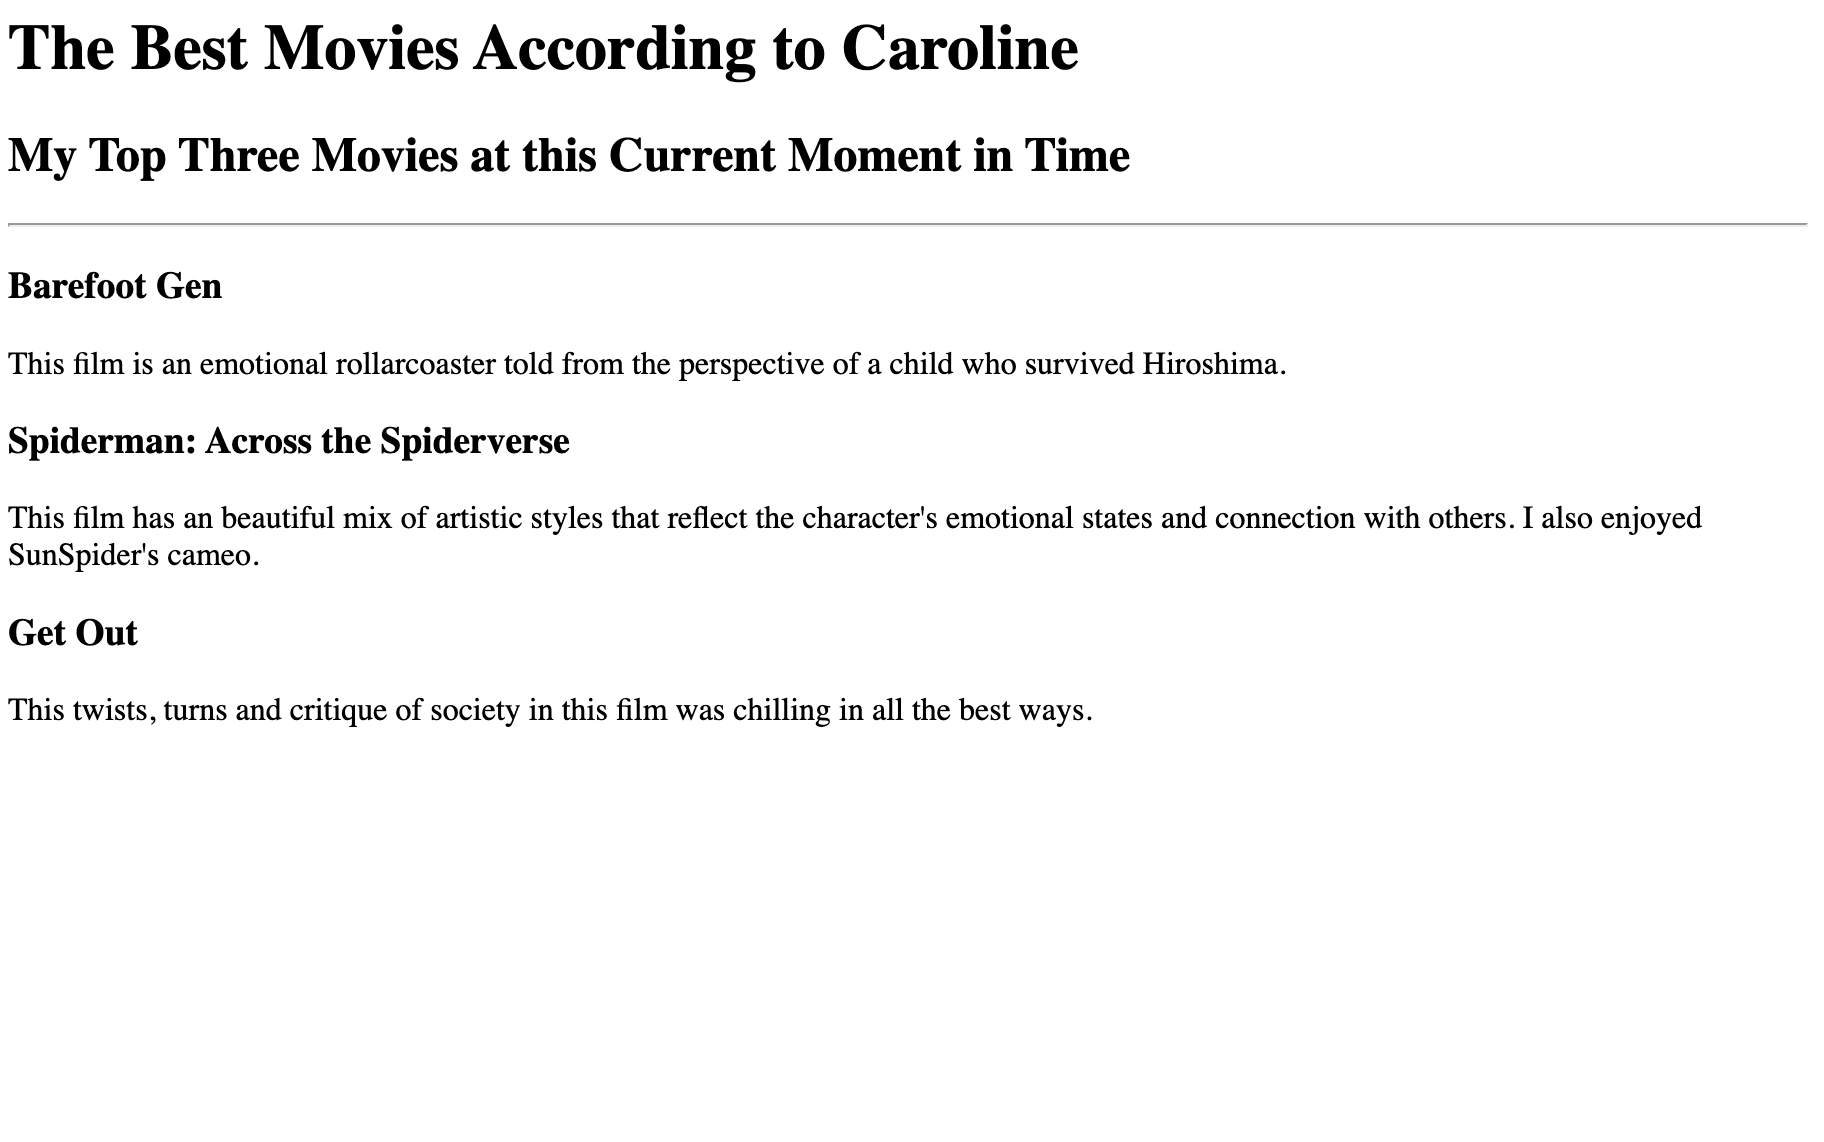 The Best Movies According to Caroline
My Top Three Movies at this Current Moment in Time
Barefoot Gen
This film is an emotional rollarcoaster told from the perspective of a child who survived Hiroshima.
Spiderman: Across the Spiderverse
This film has an beautiful mix of artistic styles that reflect the character's emotional states and connection with others. I also enjoyed
SunSpider's cameo.
Get Out
This twists, turns and critique of society in this film was chilling in all the best ways.